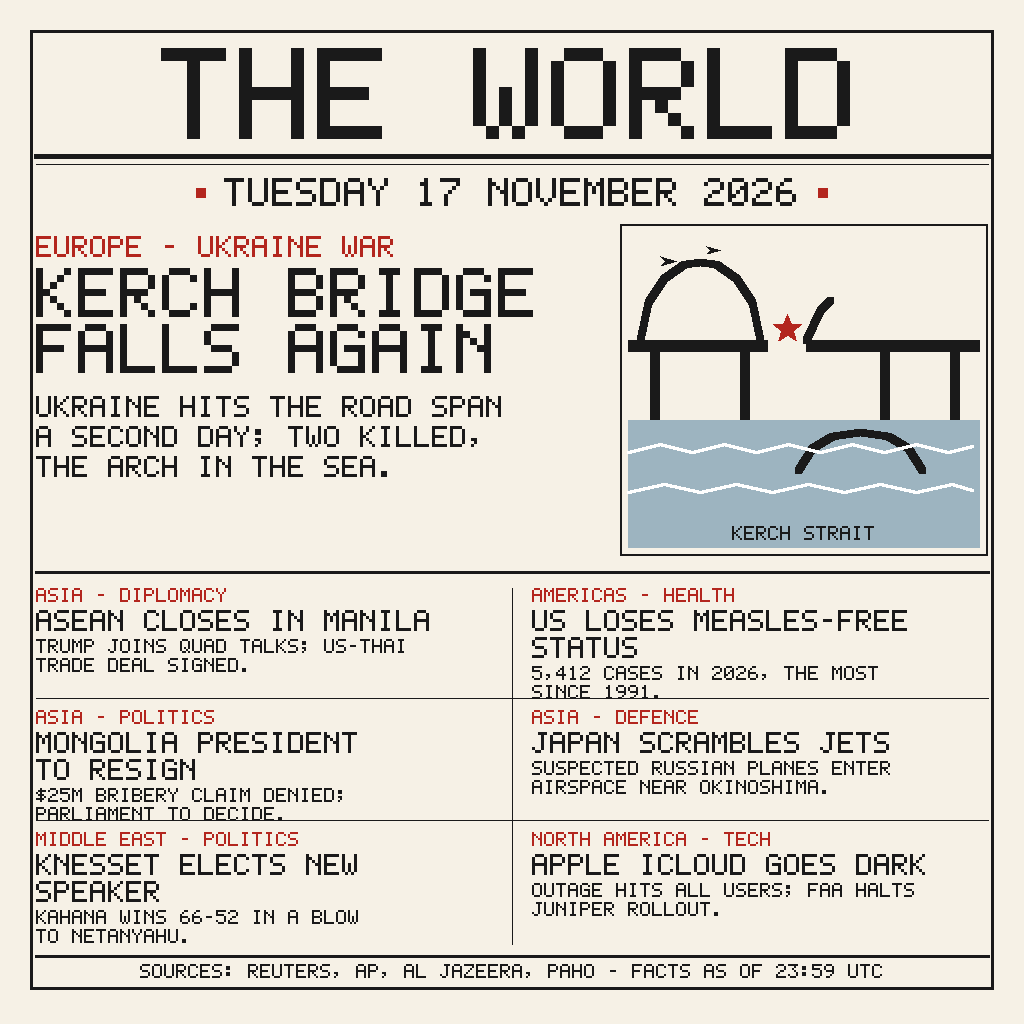 THE WORLD
TUESDAY 17 NOVEMBER 2026
EUROPE - UKRAINE WAR
KERCH BRIDGE
FALLS AGAIN
UKRAINE HITS THE ROAD SPAN
A SECOND DAY; TWO KILLED,
THE ARCH IN THE SEA.
KERCH STRAIT
ASIA - DIPLOMACY
ASEAN CLOSES IN MANILA
TRUMP JOINS QUAD TALKS; US-THAI
TRADE DEAL SIGNED.
AMERICAS - HEALTH
US LOSES MEASLES-FREE
STATUS
5,412 CASES IN 2026, THE MOST
SINCE 1991.
ASIA - POLITICS
MONGOLIA PRESIDENT
TO RESIGN
$25M BRIBERY CLAIM DENIED;
PARLIAMENT TO DECIDE.
ASIA - DEFENCE
JAPAN SCRAMBLES JETS
SUSPECTED RUSSIAN PLANES ENTER
AIRSPACE NEAR OKINOSHIMA.
MIDDLE EAST - POLITICS
KNESSET ELECTS NEW
SPEAKER
KAHANA WINS 66-52 IN A BLOW
TO NETANYAHU.
NORTH AMERICA - TECH
APPLE ICLOUD GOES DARK
OUTAGE HITS ALL USERS; FAA HALTS
JUNIPER ROLLOUT.
SOURCES: REUTERS, AP, AL JAZEERA, PAHO - FACTS AS OF 23:59 UTC